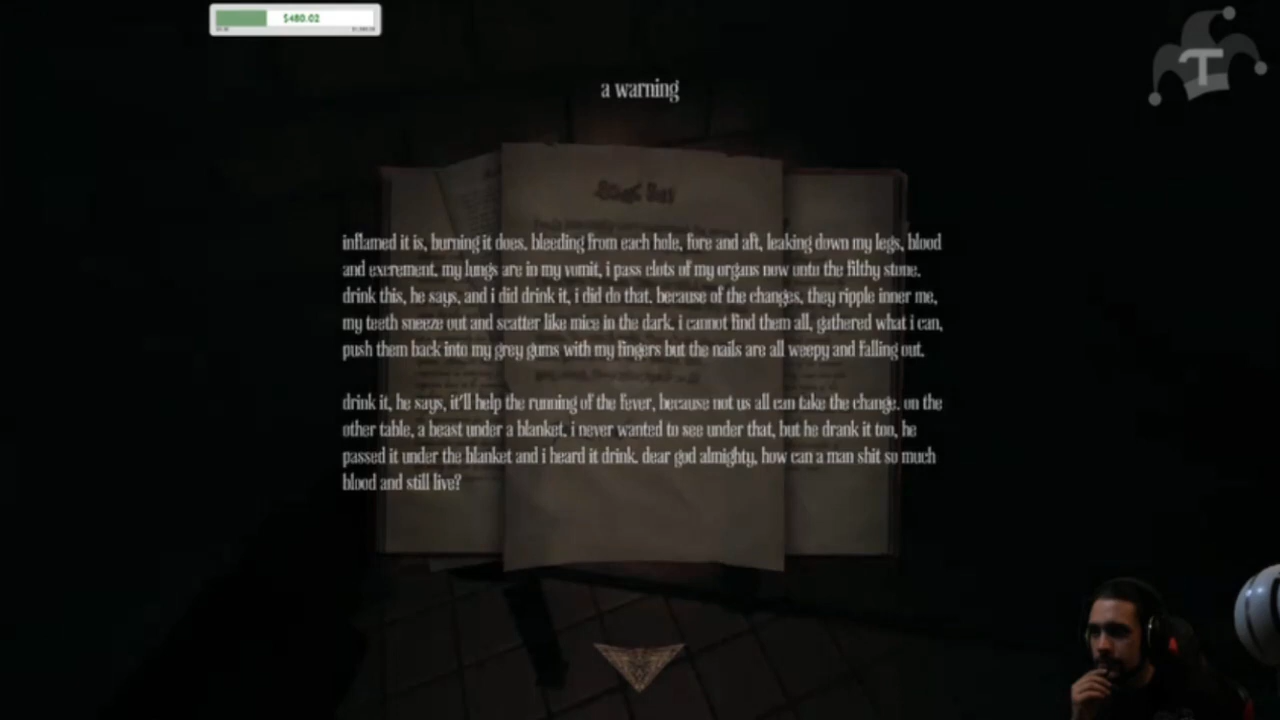 $480.02
T
a warning
inflamed it is, burning it does. bleeding from each hole, fore and aft, leaking down my legs, blood
and excrement, my lungs are in my vomit, i pass clots of my organs now onto the filthy stone.
drink this, he says, and i did drink it, i did do that. because of the changes, they ripple inner me,
my teeth sneeze out and scatter like mice in the dark. i cannot find them all, gathered what i can,
push them back into my grey gums with my fingers but the nails are all weepy and falling out.
drink it, he says, it'll help the running of the fever, because not us all can take the change. on the
other table, a beast under a blanket, i never wanted to see under that, but he drank it too, he
passed it under the blanket and i heard it drink. dear god almighty, how can a man shit so much
blood and still live?